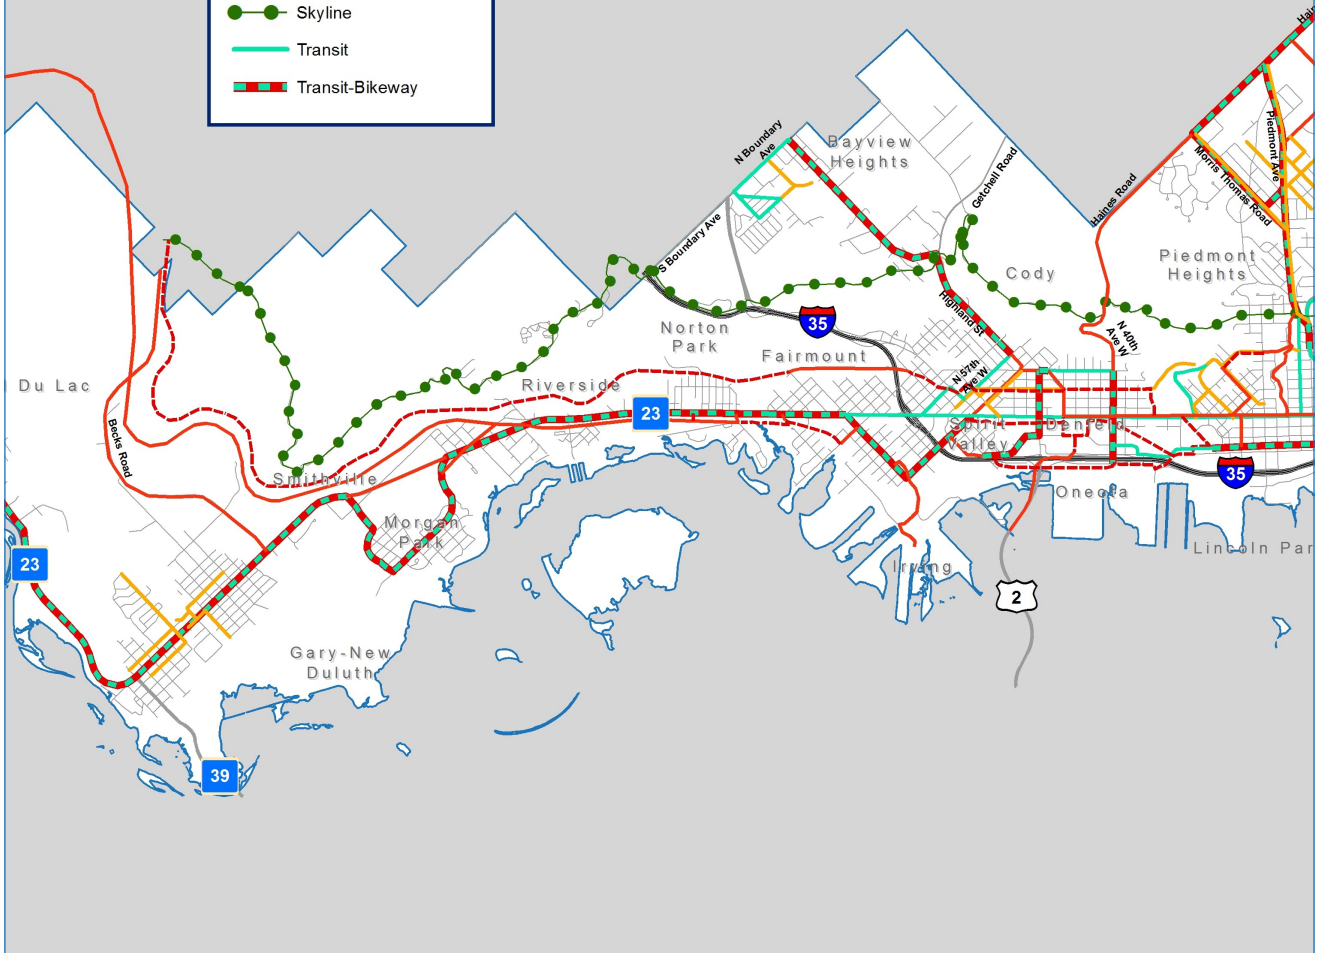 Skyline
Transit
Transit-Bikeway
Hain
N Boundary
Ave
Bayview
Heights
Getchell Road
Piedmont Ave
Morris Thomas Road
Haines Road
S Boundary Ave
Piedmont
Heights
Cody
35
Highland St
Norton
Park
N 40th
Ave W
Fairmount
N 57th
Ave W
Du Lac
Riverside
23
Becks Road
Spirit
Valley
Denfeld
Smithville
35
Oneota
Morgan
Park
Lincoln Par
23
Irving
2
Gary-New
Duluth
39